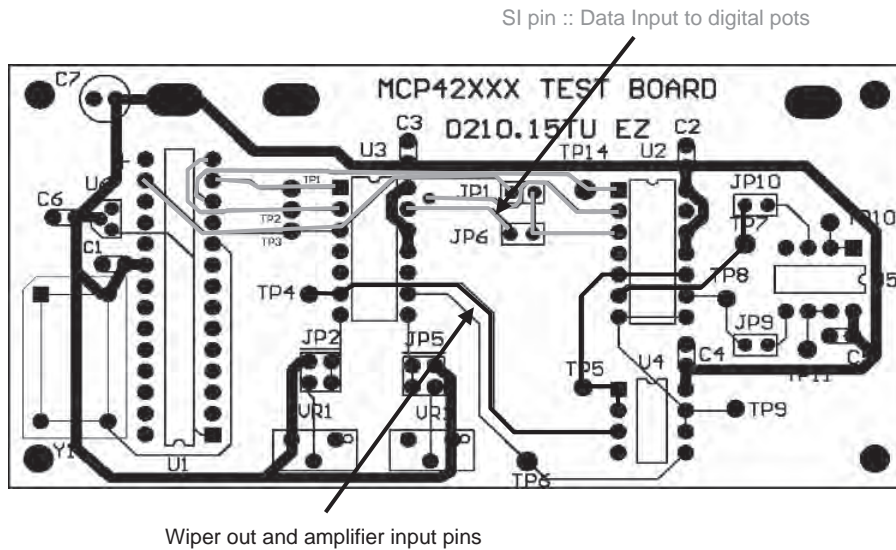 SI pin :: Data Input to digital pots
C7
MCP42XXX TEST BOARD
D210.15TU EZ
C3
C2
U3
TP14
U2
TP1
JP1
JP10
C6
TP2
TP7
TP3
JP6
C1
TP8
TP4
JP9
JP2
JP5
TP5
U4
C4
TP11
VR1
VR1
TP9
Y1
U1
TP6
Wiper out and amplifier input pins